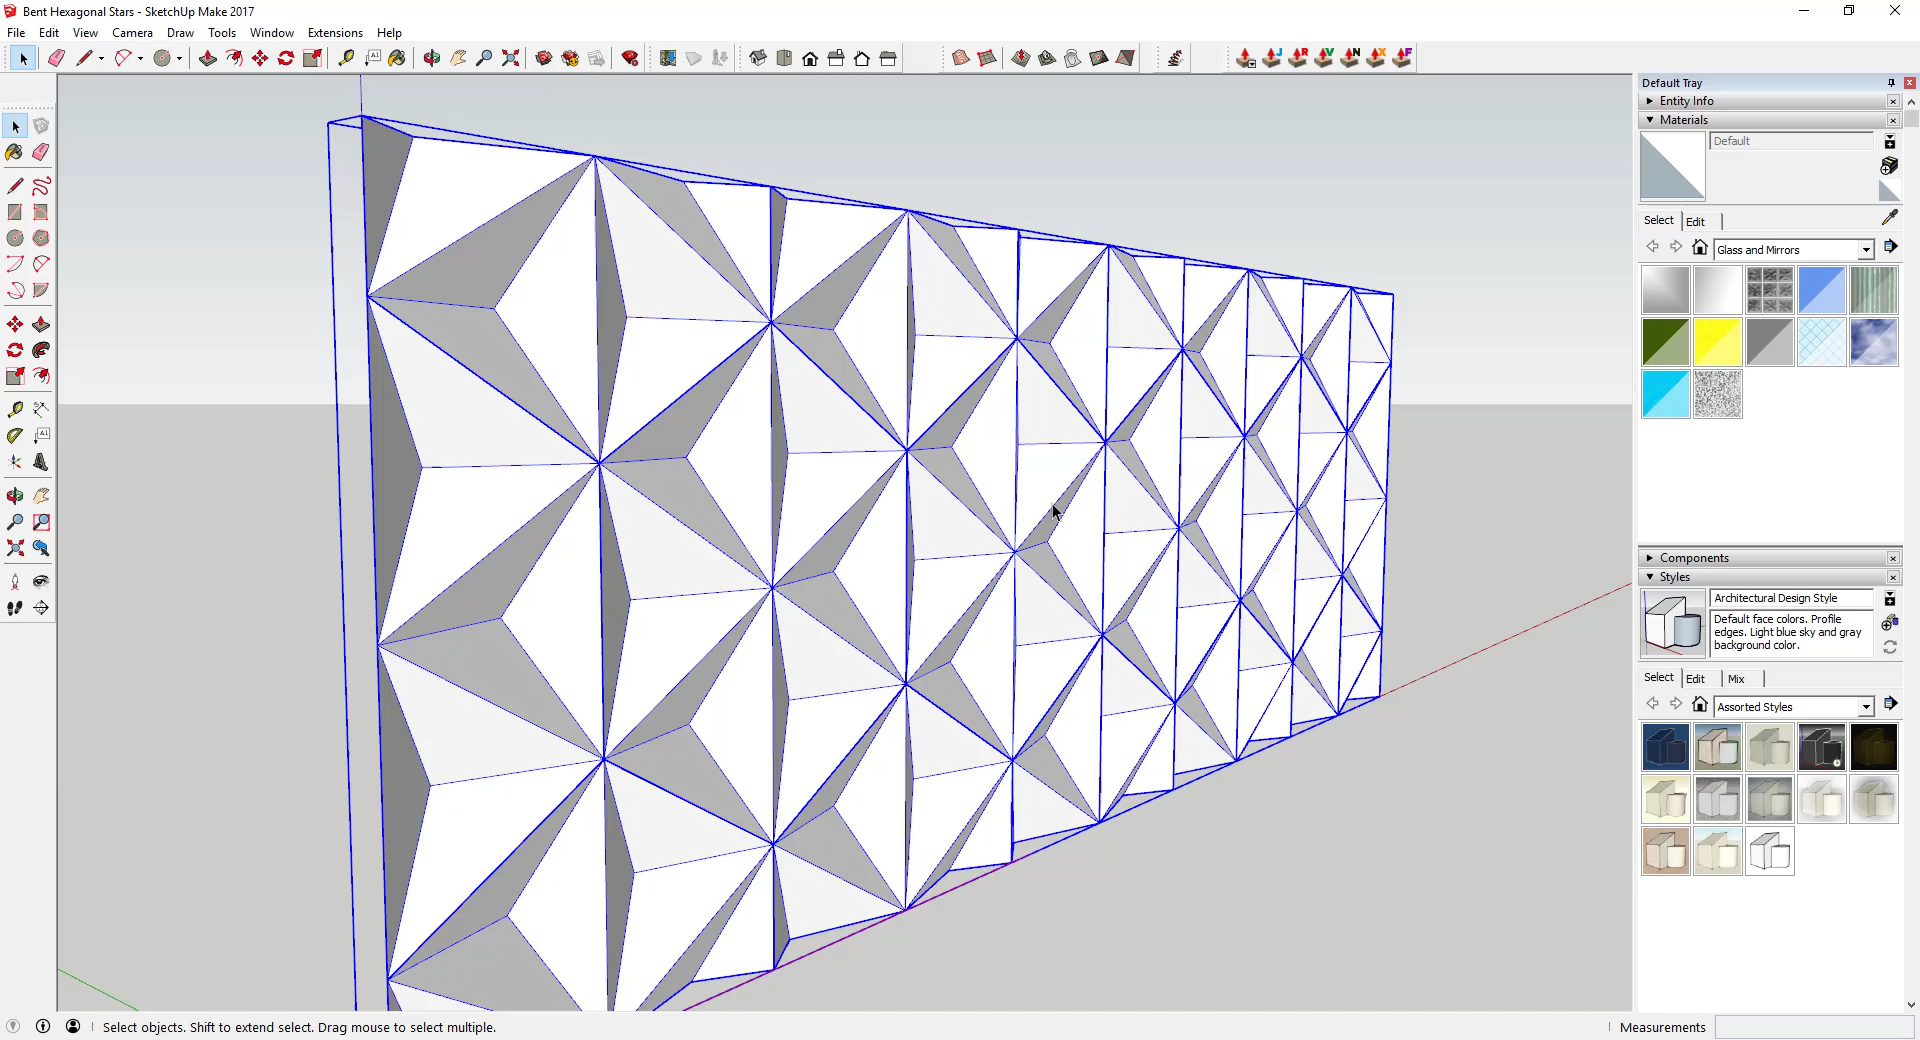 Bent Hexagonal Stars - SketchUp Make 2017
File Edit View Camera Draw Tools Window Extensions Help
A1
J R V N X F
Default Tray
Entity Info
Materials
Default
Select Edit
Glass and Mirrors
A1
Components
Styles
Architectural Design Style
Default face colors. Profile
edges. Light blue sky and gray
background color.
Select Edit Mix
Assorted Styles
Select objects. Shift to extend select. Drag mouse to select multiple.
Measurements